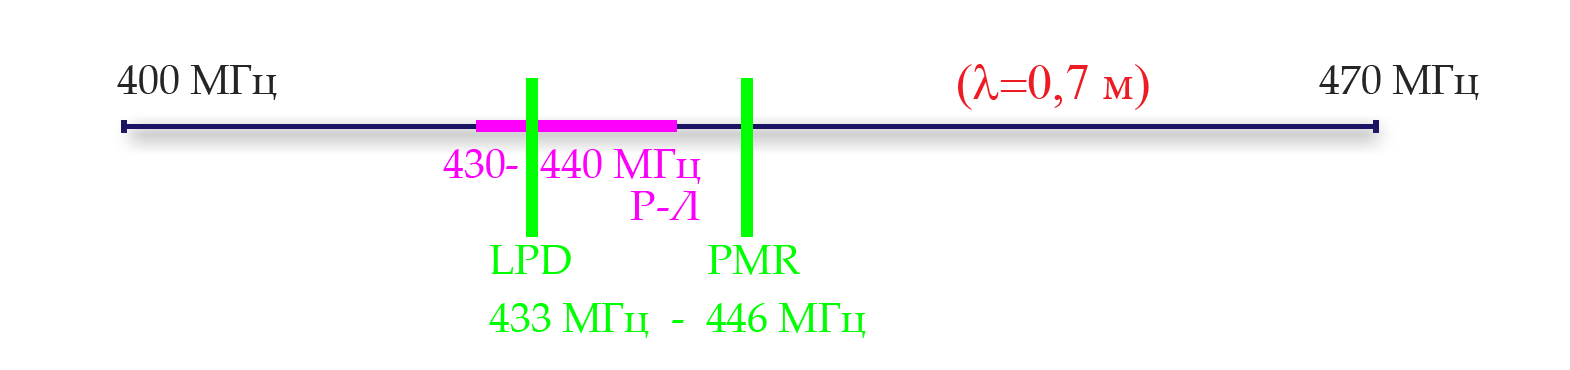 400 МГц (λ=0,7 м) 470 МГц
430- 440 МГц
Р-Л
LPD PMR
433 МГц - 446 МГц